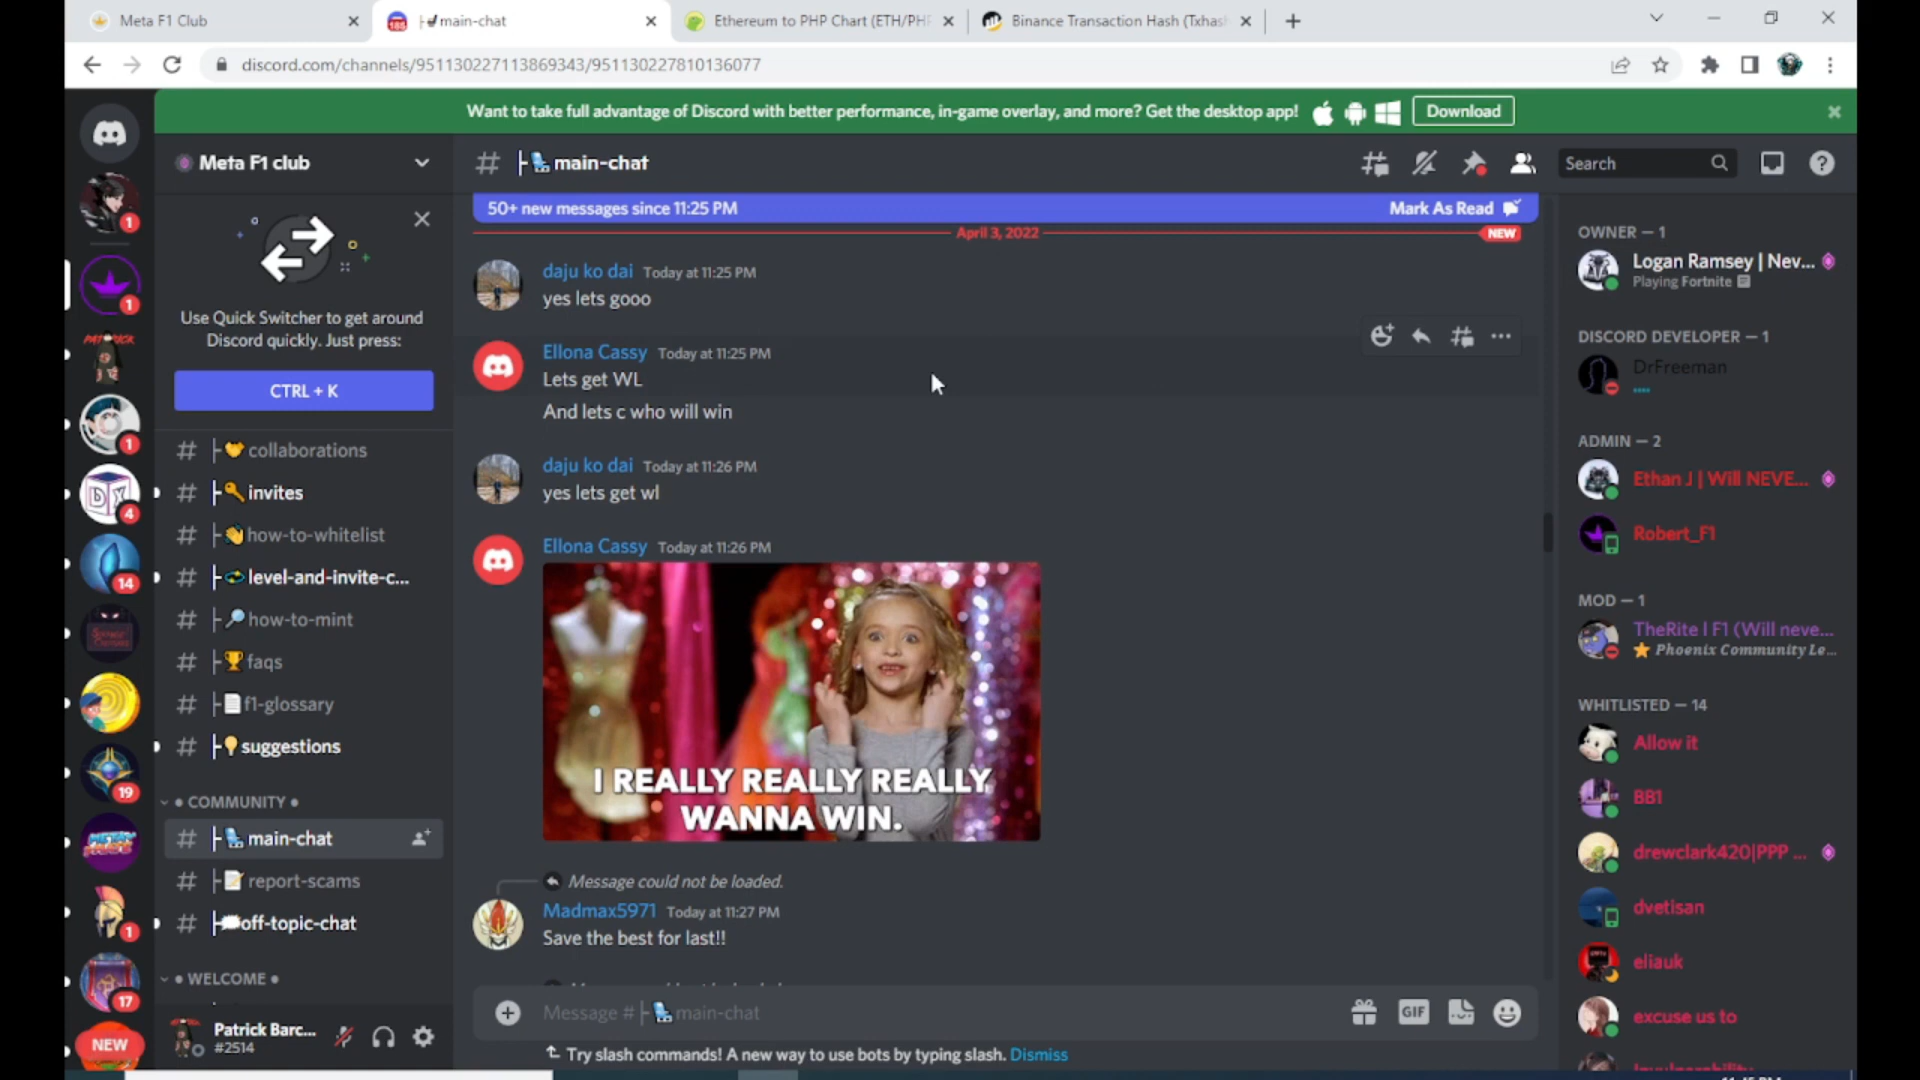 Meta F1 Club
main-chat
Ethereum to PHP Chart (ETH/PH
Binance Transaction Hash (Txhas
discord.com/channels/951130227113869343/951130227810136077
Want to take full advantage of Discord with better performance, in-game overlay, and more? Get the desktop app!
Download
1
1
1
4
14
19
1
17
NEW
Meta F1 club
Use Quick Switcher to get around
Discord quickly. Just press:
CTRL + K
collaborations
invites
how-to-whitelist
level-and-invite-c...
how-to-mint
faqs
f1-glossary
suggestions
• COMMUNITY •
main-chat
report-scams
off-topic-chat
• WELCOME •
Patrick Barc...
#2514
# main-chat
Search
50+ new messages since 11:25 PM
Mark As Read
April 3, 2022
NEW
daju ko dai Today at 11:25 PM
yes lets gooo
Ellona Cassy Today at 11:25 PM
Lets get WL
And lets c who will win
daju ko dai Today at 11:26 PM
yes lets get wl
Ellona Cassy Today at 11:26 PM
I REALLY REALLY REALLY
WANNA WIN.
Message could not be loaded.
Madmax5971 Today at 11:27 PM
Save the best for last!!
Message # main-chat
GIF
Try slash commands! A new way to use bots by typing slash. Dismiss
OWNER — 1
Logan Ramsey | Nev...
Playing Fortnite
DISCORD DEVELOPER — 1
DrFreeman
ADMIN — 2
Ethan J | Will NEVE...
Robert_F1
MOD — 1
TheRite l F1 (Will neve...
Phoenix Community Le...
WHITLISTED — 14
Allow it
BB1
drewclark420|PPP ...
dvetisan
eliauk
excuse us to